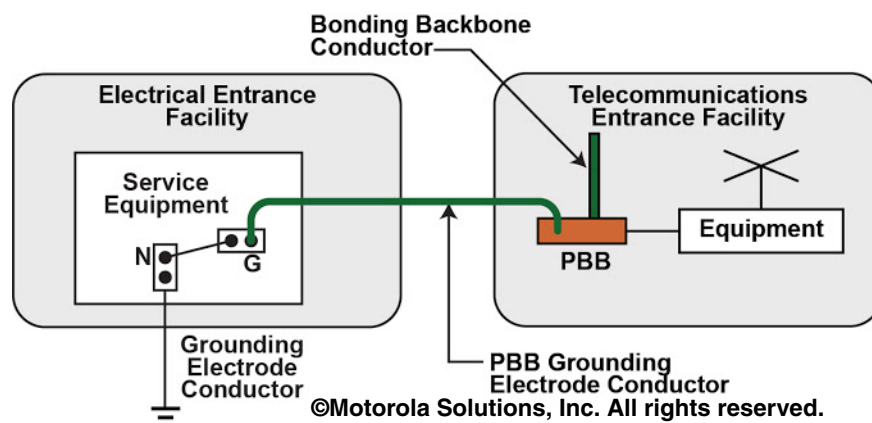 Bonding Backbone
Conductor
Electrical Entrance
Facility
Telecommunications
Entrance Facility
Service
Equipment
N
G
PBB
Equipment
Grounding
Electrode
Conductor
PBB Grounding
Electrode Conductor
©Motorola Solutions, Inc. All rights reserved.